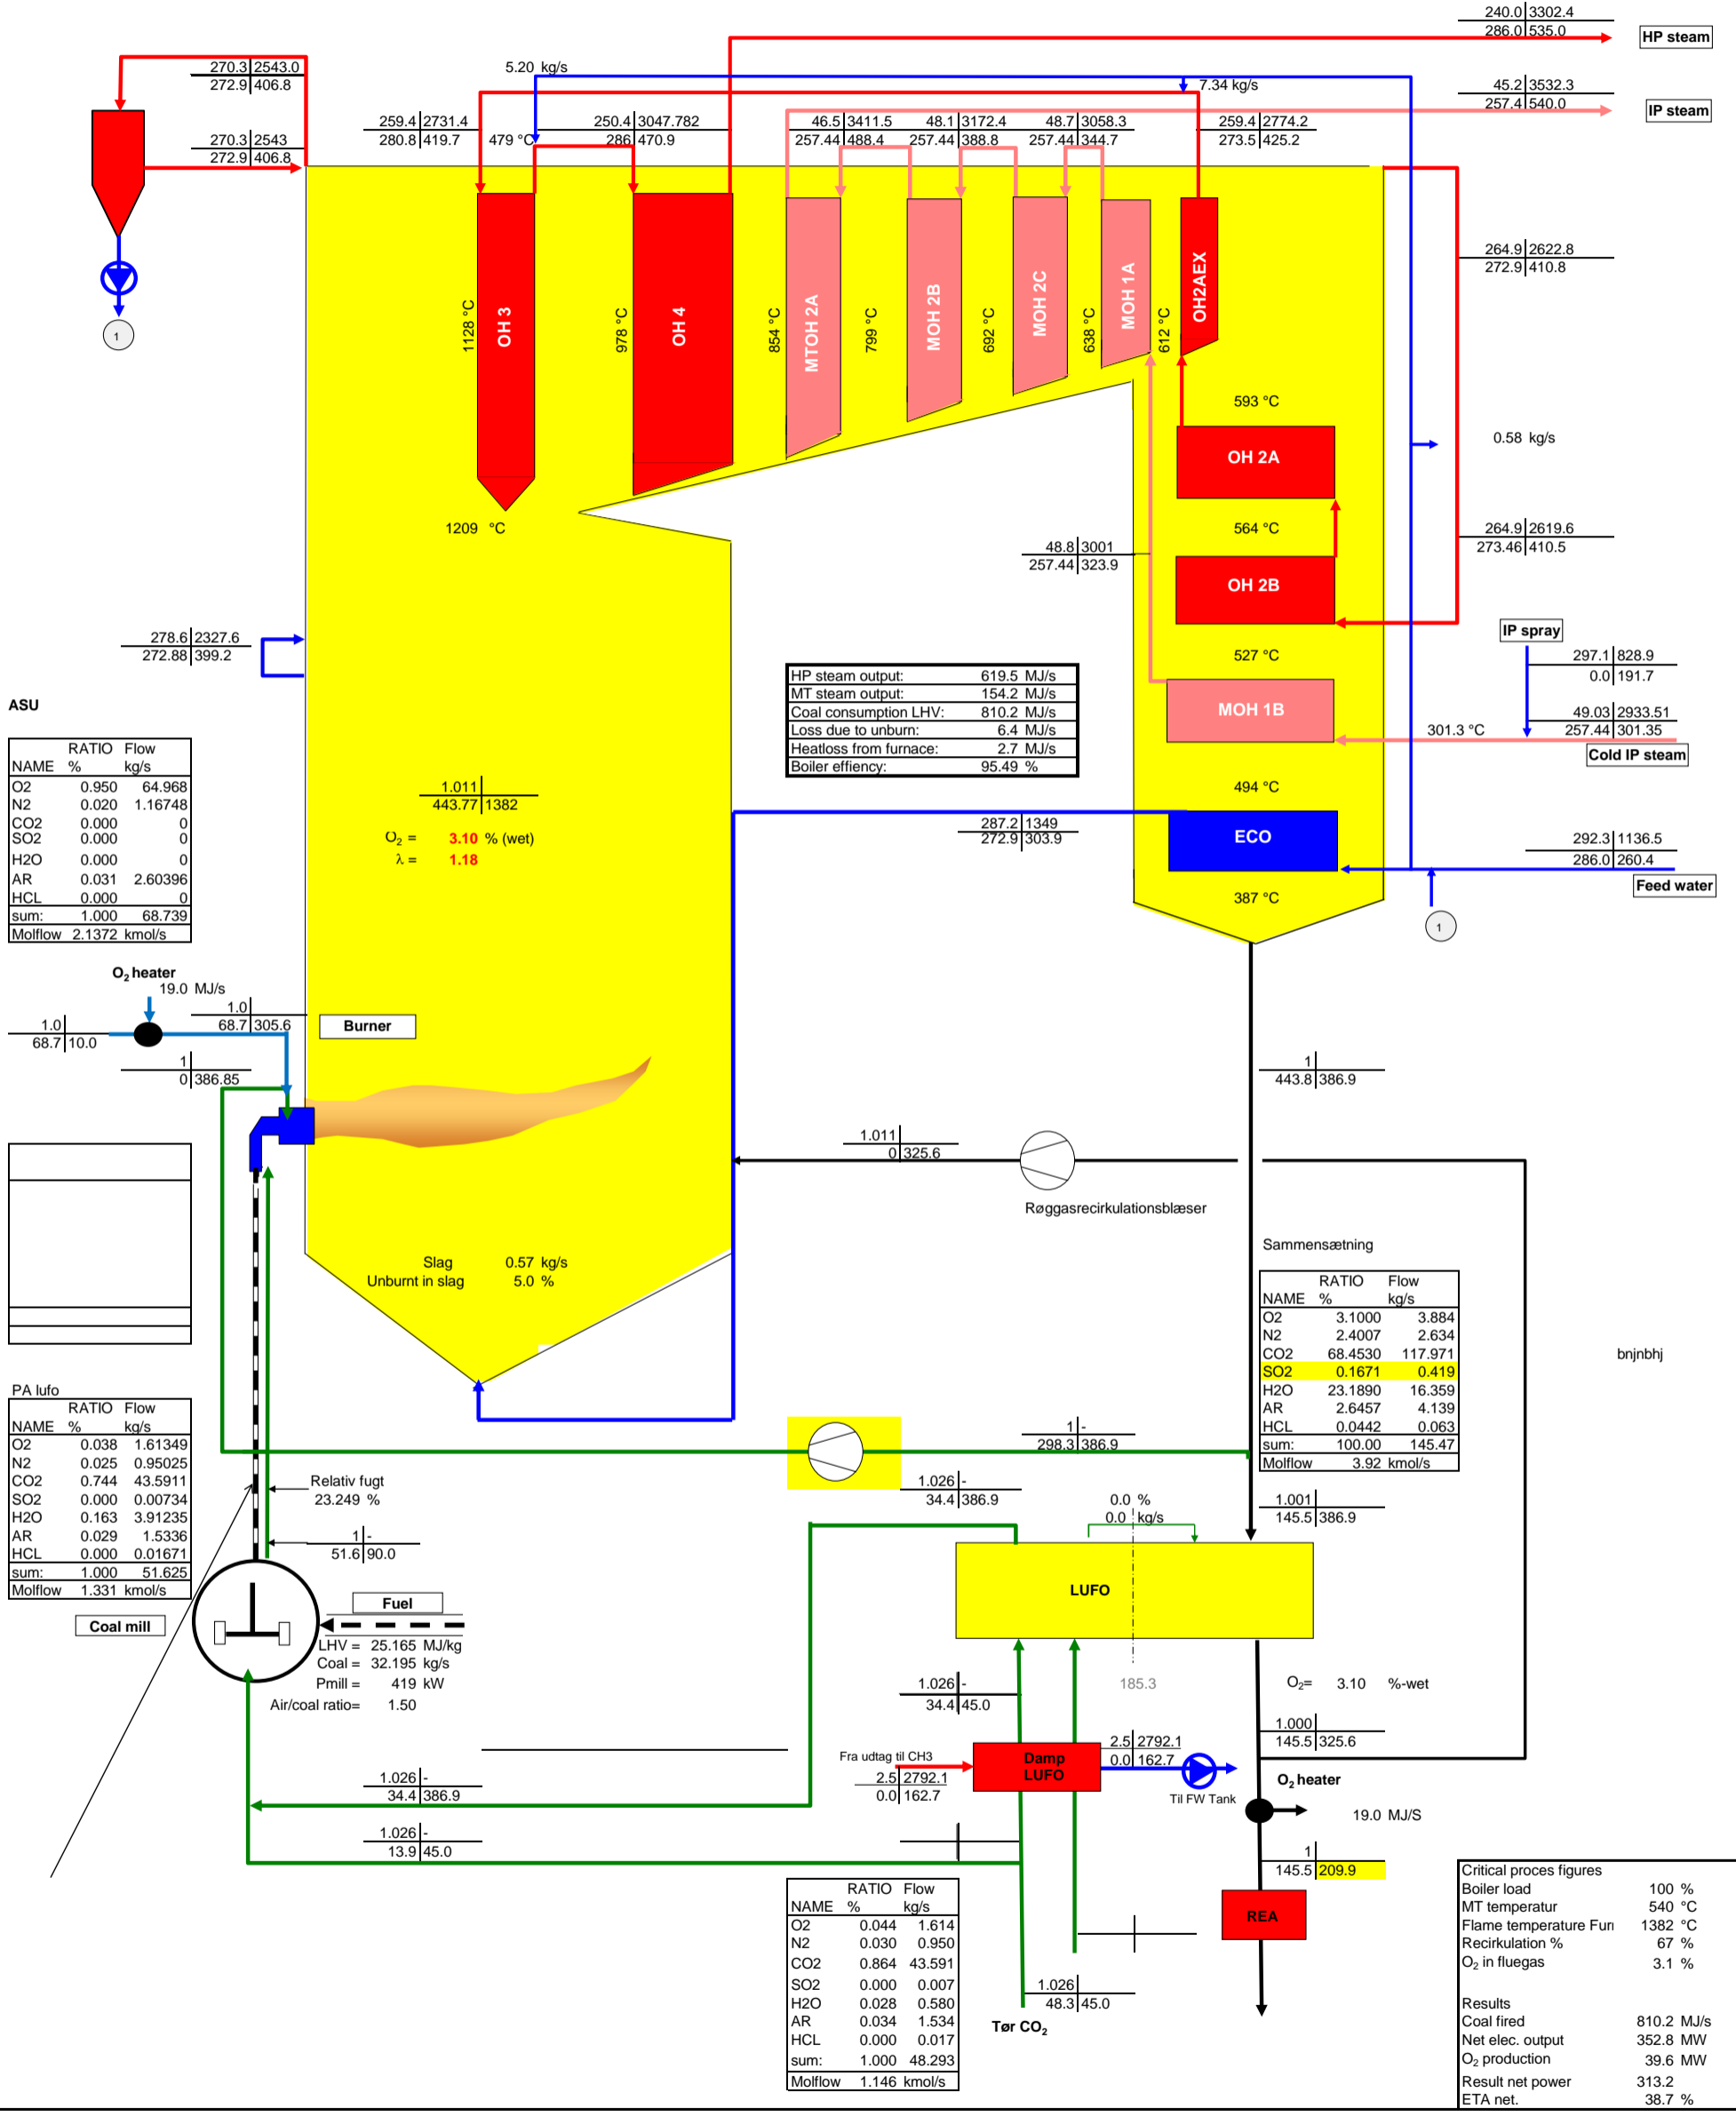 240.0 3302.4
286.0 535.0
HP steam
270.3 2543.0
272.9 406.8
5.20 kg/s
7.34 kg/s
45.2 3532.3
257.4 540.0
IP steam
259.4 2731.4
280.8 419.7
479 °C
250.4 3047.782
286 470.9
46.5 3411.5
257.44 488.4
48.1 3172.4
257.44 388.8
48.7 3058.3
257.44 344.7
259.4 2774.2
273.5 425.2
270.3 2543
272.9 406.8
264.9 2622.8
272.9 410.8
1
1128 °C
OH 3
978 °C
OH 4
854 °C
MTOH 2A
799 °C
MOH 2B
692 °C
MOH 2C
638 °C
MOH 1A
612 °C
OH2AEX
593 °C
OH 2A
0.58 kg/s
1209 °C
564 °C
264.9 2619.6
273.46 410.5
48.8 3001
257.44 323.9
OH 2B
278.6 2327.6
272.88 399.2
527 °C
IP spray
297.1 828.9
0.0 191.7
MOH 1B
49.03 2933.51
257.44 301.35
301.3 °C
Cold IP steam
HP steam output: 619.5 MJ/s
MT steam output: 154.2 MJ/s
Coal consumption LHV: 810.2 MJ/s
Loss due to unburn: 6.4 MJ/s
Heatloss from furnace: 2.7 MJ/s
Boiler effiency: 95.49 %
ASU
RATIO Flow
NAME % kg/s
O2 0.950 64.968
N2 0.020 1.16748
CO2 0.000 0
SO2 0.000 0
H2O 0.000 0
AR 0.031 2.60396
HCL 0.000 0
sum: 1.000 68.739
Molflow 2.1372 kmol/s
1.011
443.77 1382
O2 = 3.10 % (wet)
λ = 1.18
494 °C
287.2 1349
272.9 303.9
ECO
292.3 1136.5
286.0 260.4
Feed water
387 °C
1
O2 heater
19.0 MJ/s
1.0
68.7 10.0
1.0
68.7 305.6
Burner
1
0 386.85
1
443.8 386.9
1.011
0 325.6
Røggasrecirkulationsblæser
Slag 0.57 kg/s
Unburnt in slag 5.0 %
Sammensætning
RATIO Flow
NAME % kg/s
O2 3.1000 3.884
N2 2.4007 2.634
CO2 68.4530 117.971
SO2 0.1671 0.419
H2O 23.1890 16.359
AR 2.6457 4.139
HCL 0.0442 0.063
sum: 100.00 145.47
Molflow 3.92 kmol/s
bnjnbhj
PA lufo
RATIO Flow
NAME % kg/s
O2 0.038 1.61349
N2 0.025 0.95025
CO2 0.744 43.5911
SO2 0.000 0.00734
H2O 0.163 3.91235
AR 0.029 1.5336
HCL 0.000 0.01671
sum: 1.000 51.625
Molflow 1.331 kmol/s
Relativ fugt
23.249 %
1 -
51.6 90.0
1 -
298.3 386.9
1.026 -
34.4 386.9
0.0 %
0.0 kg/s
1.001
145.5 386.9
LUFO
Coal mill
Fuel
LHV = 25.165 MJ/kg
Coal = 32.195 kg/s
Pmill = 419 kW
Air/coal ratio= 1.50
1.026 -
34.4 45.0
185.3
O2= 3.10 %-wet
1.000
145.5 325.6
Fra udtag til CH3
2.5 2792.1
0.0 162.7
Damp
LUFO
2.5 2792.1
0.0 162.7
Til FW Tank
O2 heater
19.0 MJ/S
1.026 -
34.4 386.9
1.026 -
13.9 45.0
1
145.5 209.9
REA
RATIO Flow
NAME % kg/s
O2 0.044 1.614
N2 0.030 0.950
CO2 0.864 43.591
SO2 0.000 0.007
H2O 0.028 0.580
AR 0.034 1.534
HCL 0.000 0.017
sum: 1.000 48.293
Molflow 1.146 kmol/s
1.026
48.3 45.0
Tør CO2
Critical proces figures
Boiler load 100 %
MT temperatur 540 °C
Flame temperature Furn 1382 °C
Recirkulation % 67 %
O2 in fluegas 3.1 %
Results
Coal fired 810.2 MJ/s
Net elec. output 352.8 MW
O2 production 39.6 MW
Result net power 313.2
ETA net. 38.7 %